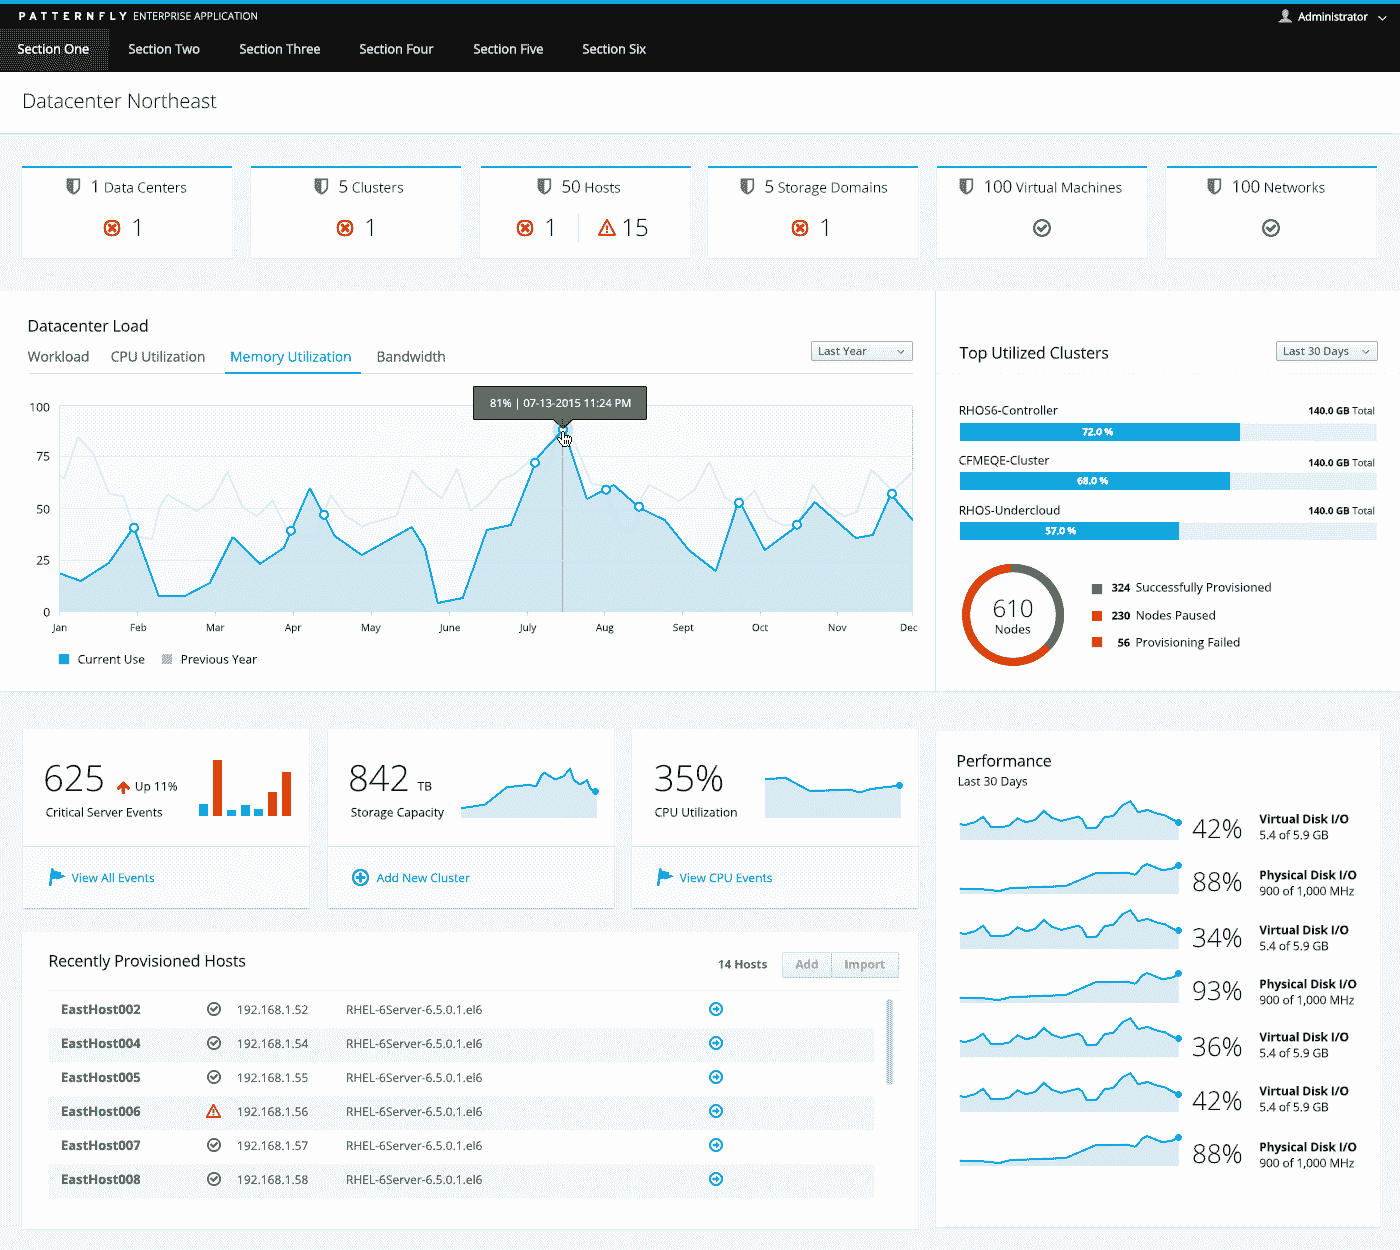 PATTERNFLY ENTERPRISE APPLICATION
Administrator
Section One Section Two Section Three Section Four Section Five Section Six
Datacenter Northeast
1 Data Centers
1
5 Clusters
1
50 Hosts
1 15
5 Storage Domains
1
100 Virtual Machines
100 Networks
Datacenter Load
Workload CPU Utilization Memory Utilization Bandwidth
Last Year
81% | 07-13-2015 11:24 PM
100
75
50
25
0
Jan Feb Mar Apr May June July Aug Sept Oct Nov Dec
Current Use Previous Year
Top Utilized Clusters
Last 30 Days
RHOS6-Controller 140.0 GB Total
72.0 %
CFMEQE-Cluster 140.0 GB Total
68.0 %
RHOS-Undercloud 140.0 GB Total
57.0 %
610
Nodes
324 Successfully Provisioned
230 Nodes Paused
56 Provisioning Failed
625 Up 11%
Critical Server Events
View All Events
842 TB
Storage Capacity
Add New Cluster
35%
CPU Utilization
View CPU Events
Performance
Last 30 Days
42% Virtual Disk I/O
5.4 of 5.9 GB
88% Physical Disk I/O
900 of 1,000 MHz
34% Virtual Disk I/O
5.4 of 5.9 GB
93% Physical Disk I/O
900 of 1,000 MHz
36% Virtual Disk I/O
5.4 of 5.9 GB
42% Virtual Disk I/O
5.4 of 5.9 GB
88% Physical Disk I/O
900 of 1,000 MHz
Recently Provisioned Hosts
14 Hosts Add Import
EastHost002 192.168.1.52 RHEL-6Server-6.5.0.1.el6
EastHost004 192.168.1.54 RHEL-6Server-6.5.0.1.el6
EastHost005 192.168.1.55 RHEL-6Server-6.5.0.1.el6
EastHost006 192.168.1.56 RHEL-6Server-6.5.0.1.el6
EastHost007 192.168.1.57 RHEL-6Server-6.5.0.1.el6
EastHost008 192.168.1.58 RHEL-6Server-6.5.0.1.el6